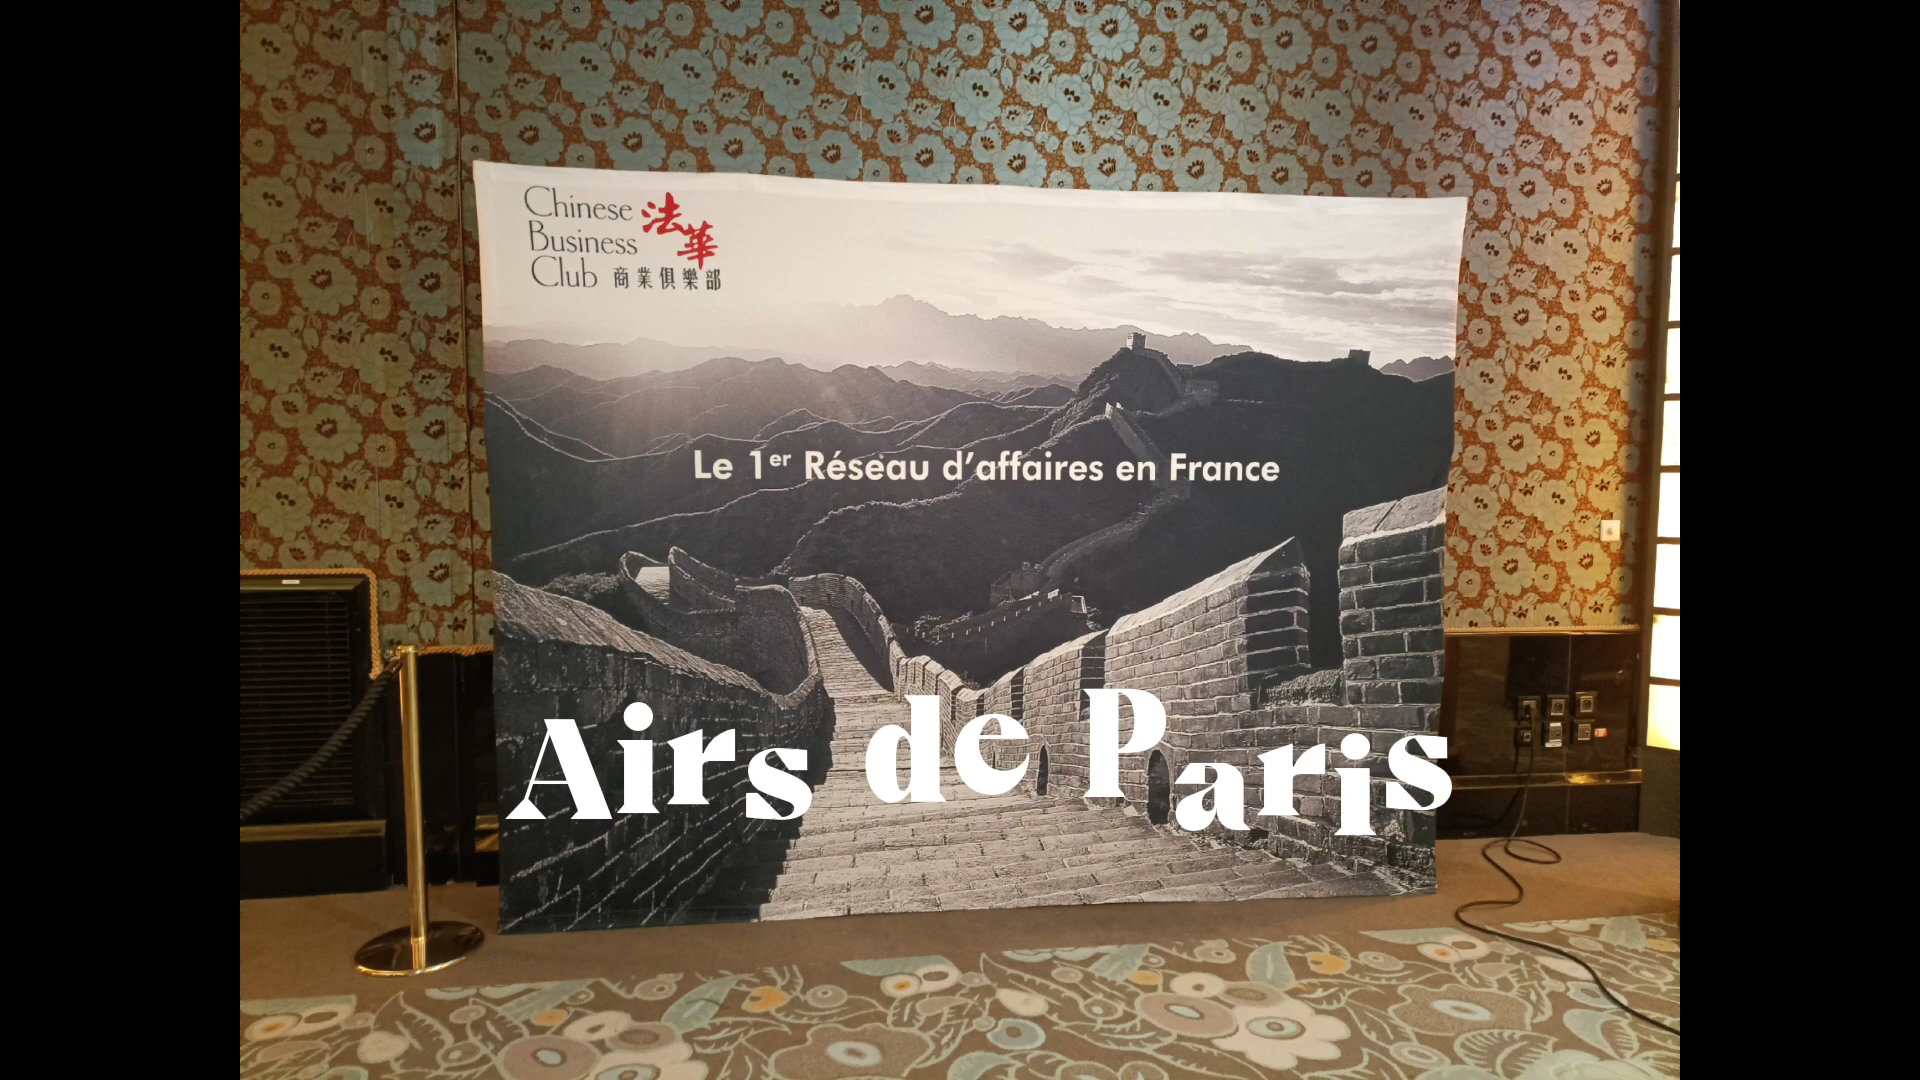 Chinese 法華
Business
Club 商業俱樂部
Le 1er Réseau d'affaires en France
Airs de Paris